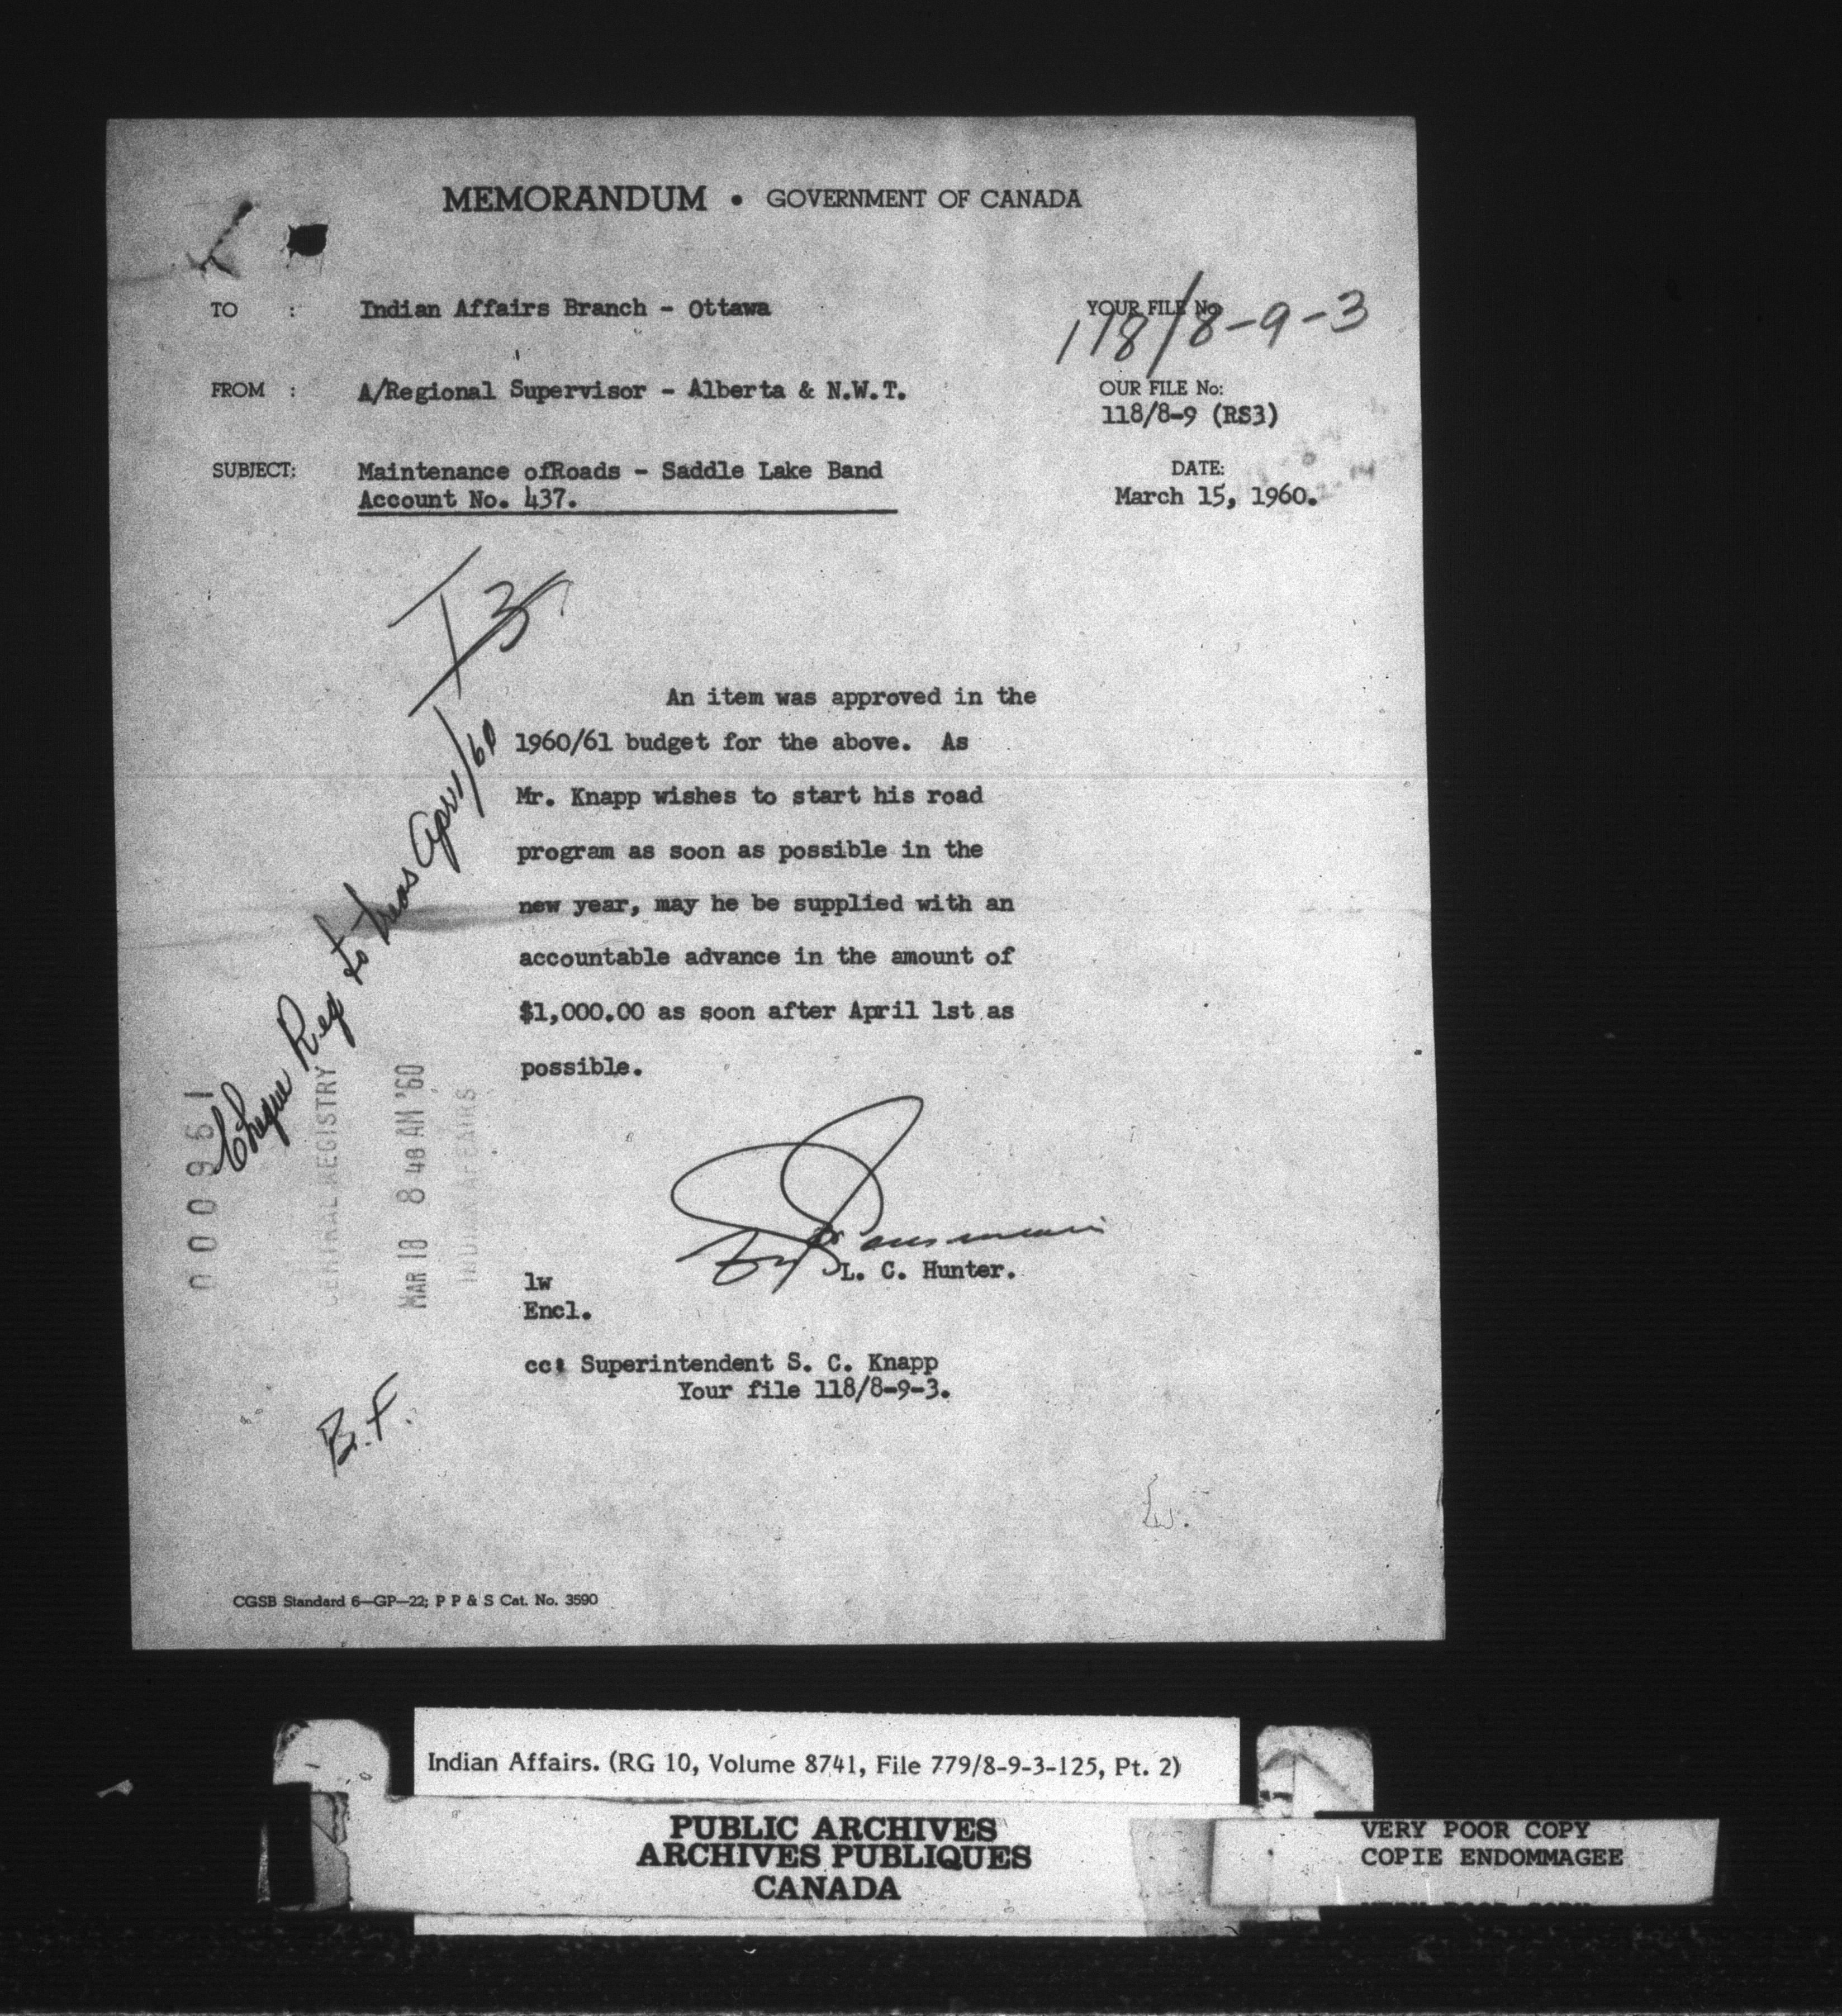 MEMORANDUM • GOVERNMENT OF CANADA
TO : Indian Affairs Branch - Ottawa
YOUR FILE No.
118/8-9-3
FROM : A/Regional Supervisor - Alberta & N.W.T.
OUR FILE No:
118/8-9 (RS3)
SUBJECT: Maintenance ofRoads - Saddle Lake Band
Account No. 437.
DATE:
March 15, 1960.
An item was approved in the
1960/61 budget for the above. As
Mr. Knapp wishes to start his road
program as soon as possible in the
new year, may he be supplied with an
accountable advance in the amount of
$1,000.00 as soon after April 1st as
possible.
Cheque Req to Treas Apr 1/60
000961
CENTRAL REGISTRY
MAR 18 8 48 AM '60
INDIAN AFFAIRS
L. C. Hunter.
lw
Encl.
cc: Superintendent S. C. Knapp
Your file 118/8-9-3.
B.F.
CGSB Standard 6—GP—22; P P & S Cat. No. 3590
Indian Affairs. (RG 10, Volume 8741, File 779/8-9-3-125, Pt. 2)
PUBLIC ARCHIVES
ARCHIVES PUBLIQUES
CANADA
VERY POOR COPY
COPIE ENDOMMAGEE